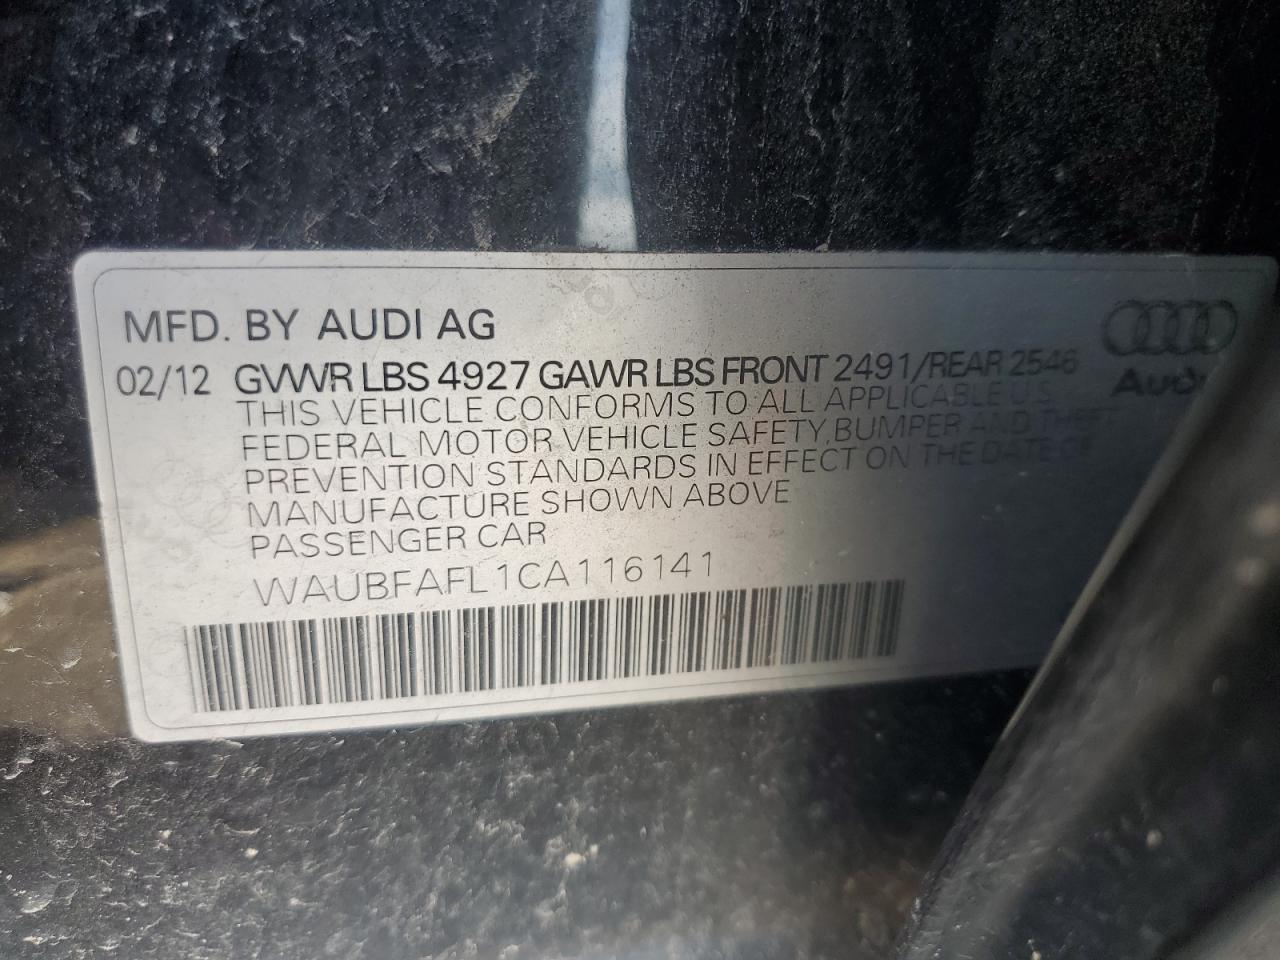 MFD. BY AUDI AG
02/12 GVWR LBS 4927 GAWR LBS FRONT 2491/REAR 2546
Audi
THIS VEHICLE CONFORMS TO ALL APPLICABLE U.S.
FEDERAL MOTOR VEHICLE SAFETY, BUMPER AND THEFT
PREVENTION STANDARDS IN EFFECT ON THE DATE OF
MANUFACTURE SHOWN ABOVE
PASSENGER CAR
WAUBFAFL1CA116141